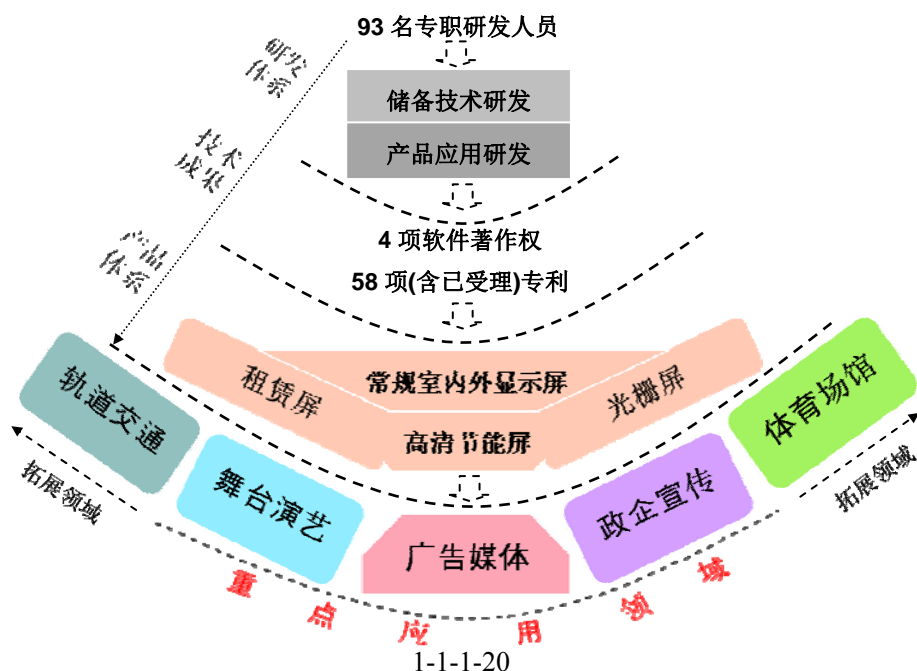 93 名专职研发人员
研发
体系
储备技术研发
技术
成果
产品应用研发
4 项软件著作权
产品
体系
58 项(含已受理)专利
轨道交通
租赁屏
常规室内外显示屏
光栅屏
体育场馆
高清节能屏
拓展领域
舞台演艺
广告媒体
政企宣传
拓展领域
重点应用领域
1-1-1-20